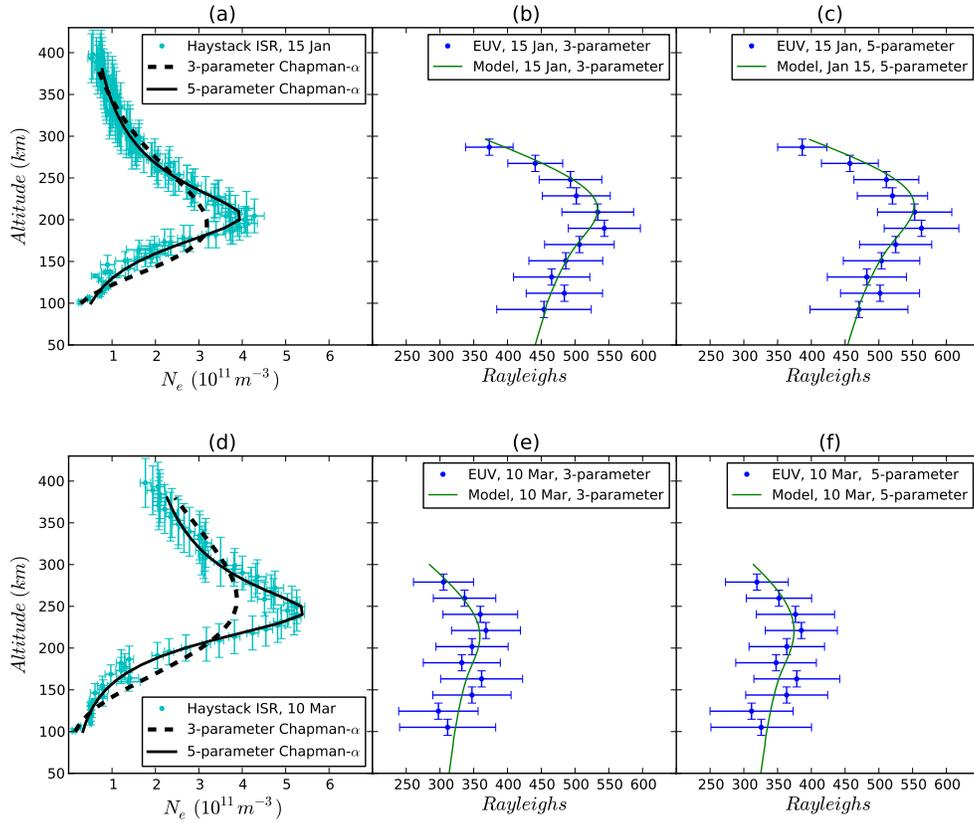 (a)
(b)
(c)
Haystack ISR, 15 Jan
3-parameter Chapman-α
5-parameter Chapman-α
EUV, 15 Jan, 3-parameter
Model, 15 Jan, 3-parameter
EUV, 15 Jan, 5-parameter
Model, Jan 15, 5-parameter
Altitude (km)
400
350
300
250
200
150
100
50
1 2 3 4 5 6
250 300 350 400 450 500 550 600
250 300 350 400 450 500 550 600
N_e (10^11 m^-3)
Rayleighs
Rayleighs
(d)
(e)
(f)
EUV, 10 Mar, 3-parameter
Model, 10 Mar, 3-parameter
EUV, 10 Mar, 5-parameter
Model, 10 Mar, 5-parameter
Altitude (km)
400
350
300
250
200
150
100
50
Haystack ISR, 10 Mar
3-parameter Chapman-α
5-parameter Chapman-α
1 2 3 4 5 6
250 300 350 400 450 500 550 600
250 300 350 400 450 500 550 600
N_e (10^11 m^-3)
Rayleighs
Rayleighs